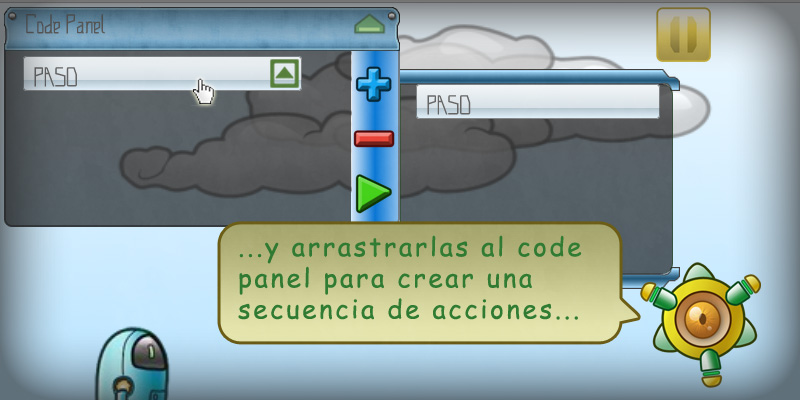 Code Panel
PASO
PASO
...y arrastrarlas al code
panel para crear una
secuencia de acciones...